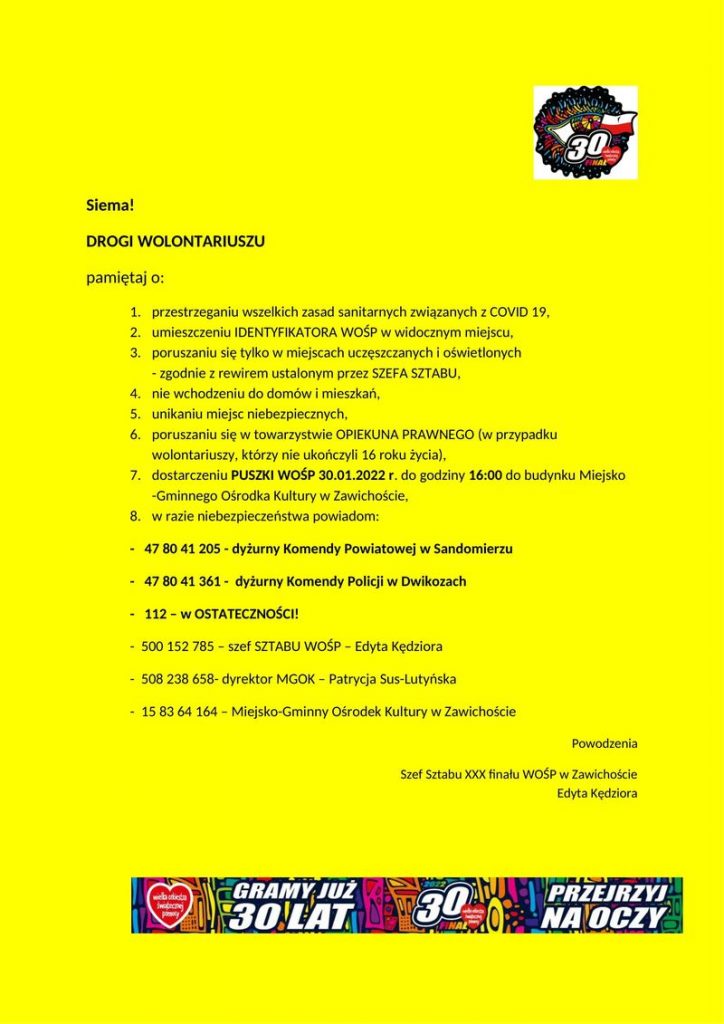 30
FINAŁ
Siema!
DROGI WOLONTARIUSZU
pamiętaj o:
1. przestrzeganiu wszelkich zasad sanitarnych związanych z COVID 19,
2. umieszczeniu IDENTYFIKATORA WOŚP w widocznym miejscu,
3. poruszaniu się tylko w miejscach uczęszczanych i oświetlonych
- zgodnie z rewirem ustalonym przez SZEFA SZTABU,
4. nie wchodzeniu do domów i mieszkań,
5. unikaniu miejsc niebezpiecznych,
6. poruszaniu się w towarzystwie OPIEKUNA PRAWNEGO (w przypadku
wolontariuszy, którzy nie ukończyli 16 roku życia),
7. dostarczeniu PUSZKI WOŚP 30.01.2022 r. do godziny 16:00 do budynku Miejsko
-Gminnego Ośrodka Kultury w Zawichoście,
8. w razie niebezpieczeństwa powiadom:
- 47 80 41 205 - dyżurny Komendy Powiatowej w Sandomierzu
- 47 80 41 361 - dyżurny Komendy Policji w Dwikozach
- 112 – w OSTATECZNOŚCI!
- 500 152 785 – szef SZTABU WOŚP – Edyta Kędziora
- 508 238 658- dyrektor MGOK – Patrycja Sus-Lutyńska
- 15 83 64 164 – Miejsko-Gminny Ośrodek Kultury w Zawichoście
Powodzenia
Szef Sztabu XXX finału WOŚP w Zawichoście
Edyta Kędziora
wielka orkiestra
świątecznej
pomocy
GRAMY JUŻ
30 LAT
2022
30
FINAŁ
PRZEJRZYJ
NA OCZY